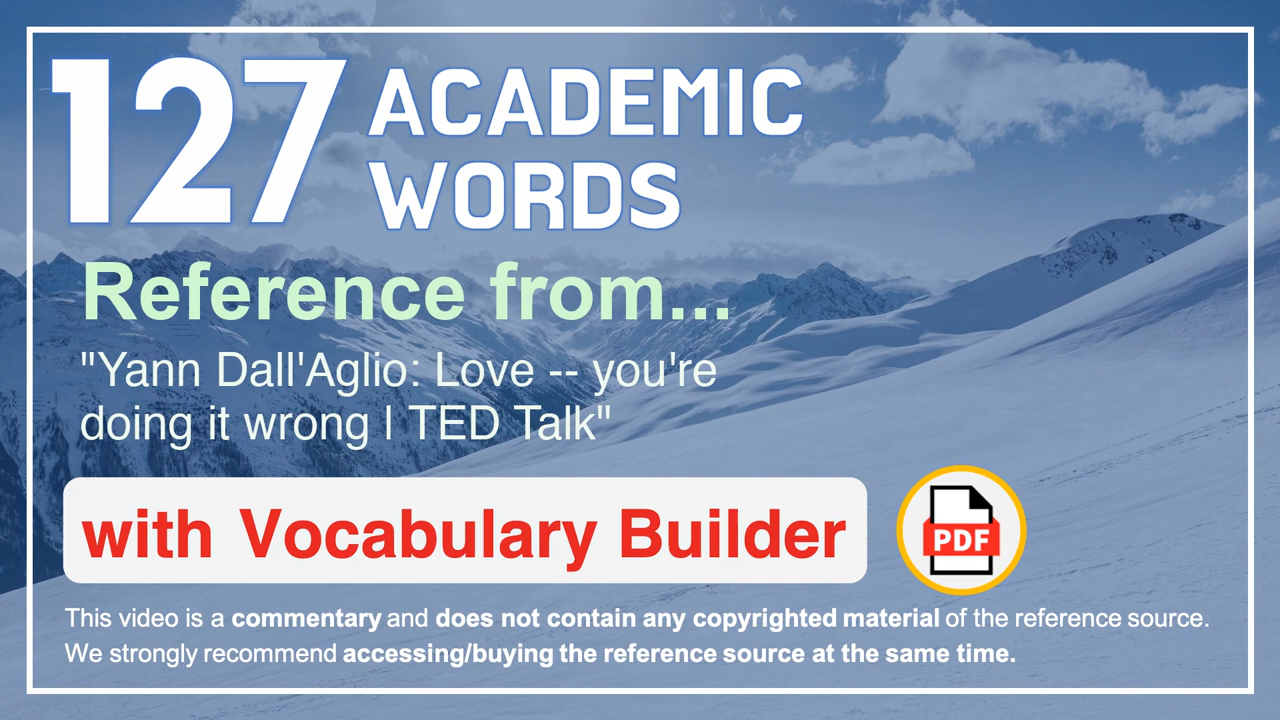 127 ACADEMIC
WORDS
Reference from...
"Yann Dall'Aglio: Love -- you're
doing it wrong | TED Talk"
with Vocabulary Builder
PDF
This video is a commentary and does not contain any copyrighted material of the reference source.
We strongly recommend accessing/buying the reference source at the same time.